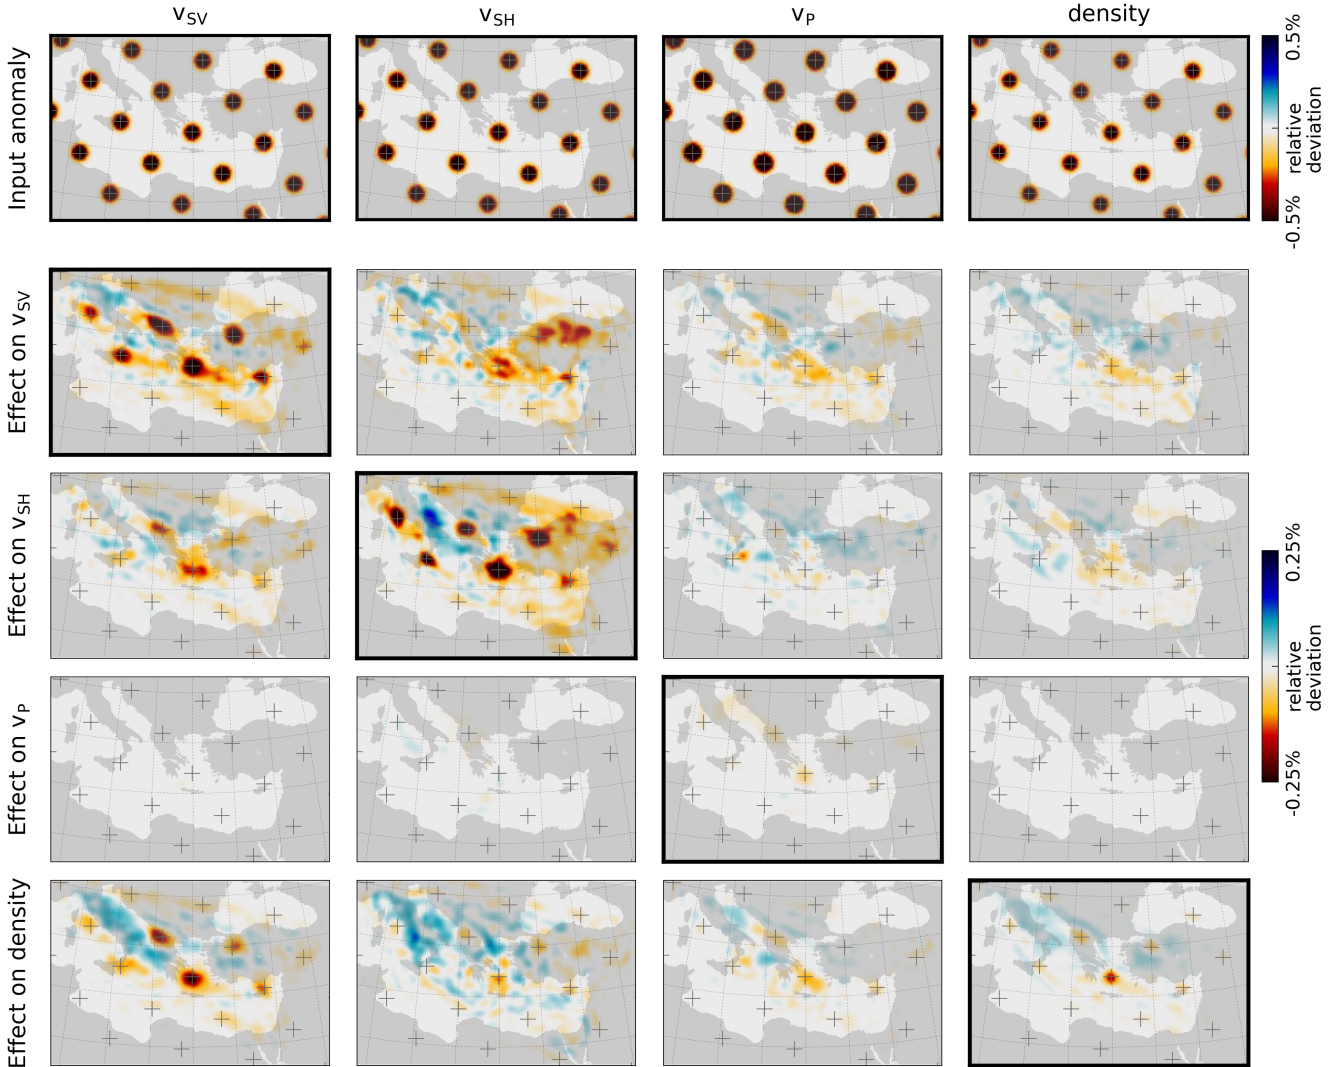 v_SV
v_SH
v_P
density
Input anomaly
0.5%
relative
deviation
-0.5%
Effect on v_SV
Effect on v_SH
0.25%
relative
deviation
-0.25%
Effect on v_P
Effect on density